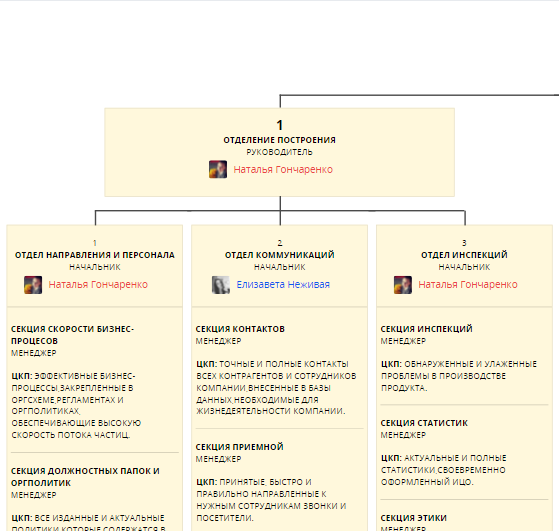 1
ОТДЕЛЕНИЕ ПОСТРОЕНИЯ
РУКОВОДИТЕЛЬ
Наталья Гончаренко
1
ОТДЕЛ НАПРАВЛЕНИЯ И ПЕРСОНАЛА
НАЧАЛЬНИК
Наталья Гончаренко
СЕКЦИЯ СКОРОСТИ БИЗНЕС-
ПРОЦЕСОВ
МЕНЕДЖЕР
ЦКП: ЭФФЕКТИВНЫЕ БИЗНЕС-
ПРОЦЕССЫ,ЗАКРЕПЛЕННЫЕ В
ОРГСХЕМЕ,РЕГЛАМЕНТАХ И
ОРГПОЛИТИКАХ,
ОБЕСПЕЧИВАЮЩИЕ ВЫСОКУЮ
СКОРОСТЬ ПОТОКА ЧАСТИЦ.
СЕКЦИЯ ДОЛЖНОСТНЫХ ПАПОК И
ОРГПОЛИТИК
МЕНЕДЖЕР
ЦКП: ВСЕ ИЗДАННЫЕ И АКТУАЛЬНЫЕ
ПОЛИТИКИ,КОТОРЫЕ СОДЕРЖАТСЯ В
2
ОТДЕЛ КОММУНИКАЦИЙ
НАЧАЛЬНИК
Елизавета Неживая
СЕКЦИЯ КОНТАКТОВ
МЕНЕДЖЕР
ЦКП: ТОЧНЫЕ И ПОЛНЫЕ КОНТАКТЫ
ВСЕХ КОНТРАГЕНТОВ И СОТРУДНИКОВ
КОМПАНИИ,ВНЕСЕННЫЕ В БАЗЫ
ДАННЫХ,НЕОБХОДИМЫЕ ДЛЯ
ЖИЗНЕДЕЯТЕЛЬНОСТИ КОМПАНИИ.
СЕКЦИЯ ПРИЕМНОЙ
МЕНЕДЖЕР
ЦКП: ПРИНЯТЫЕ, БЫСТРО И
ПРАВИЛЬНО НАПРАВЛЕННЫЕ К
НУЖНЫМ СОТРУДНИКАМ ЗВОНКИ И
ПОСЕТИТЕЛИ.
3
ОТДЕЛ ИНСПЕКЦИЙ
НАЧАЛЬНИК
Наталья Гончаренко
СЕКЦИЯ ИНСПЕКЦИЙ
МЕНЕДЖЕР
ЦКП: ОБНАРУЖЕННЫЕ И УЛАЖЕННЫЕ
ПРОБЛЕМЫ В ПРОИЗВОДСТВЕ
ПРОДУКТА.
СЕКЦИЯ СТАТИСТИК
МЕНЕДЖЕР
ЦКП: АКТУАЛЬНЫЕ И ПОЛНЫЕ
СТАТИСТИКИ,СВОЕВРЕМЕННО
ОФОРМЛЕННЫЙ ИЦО.
СЕКЦИЯ ЭТИКИ
МЕНЕДЖЕР